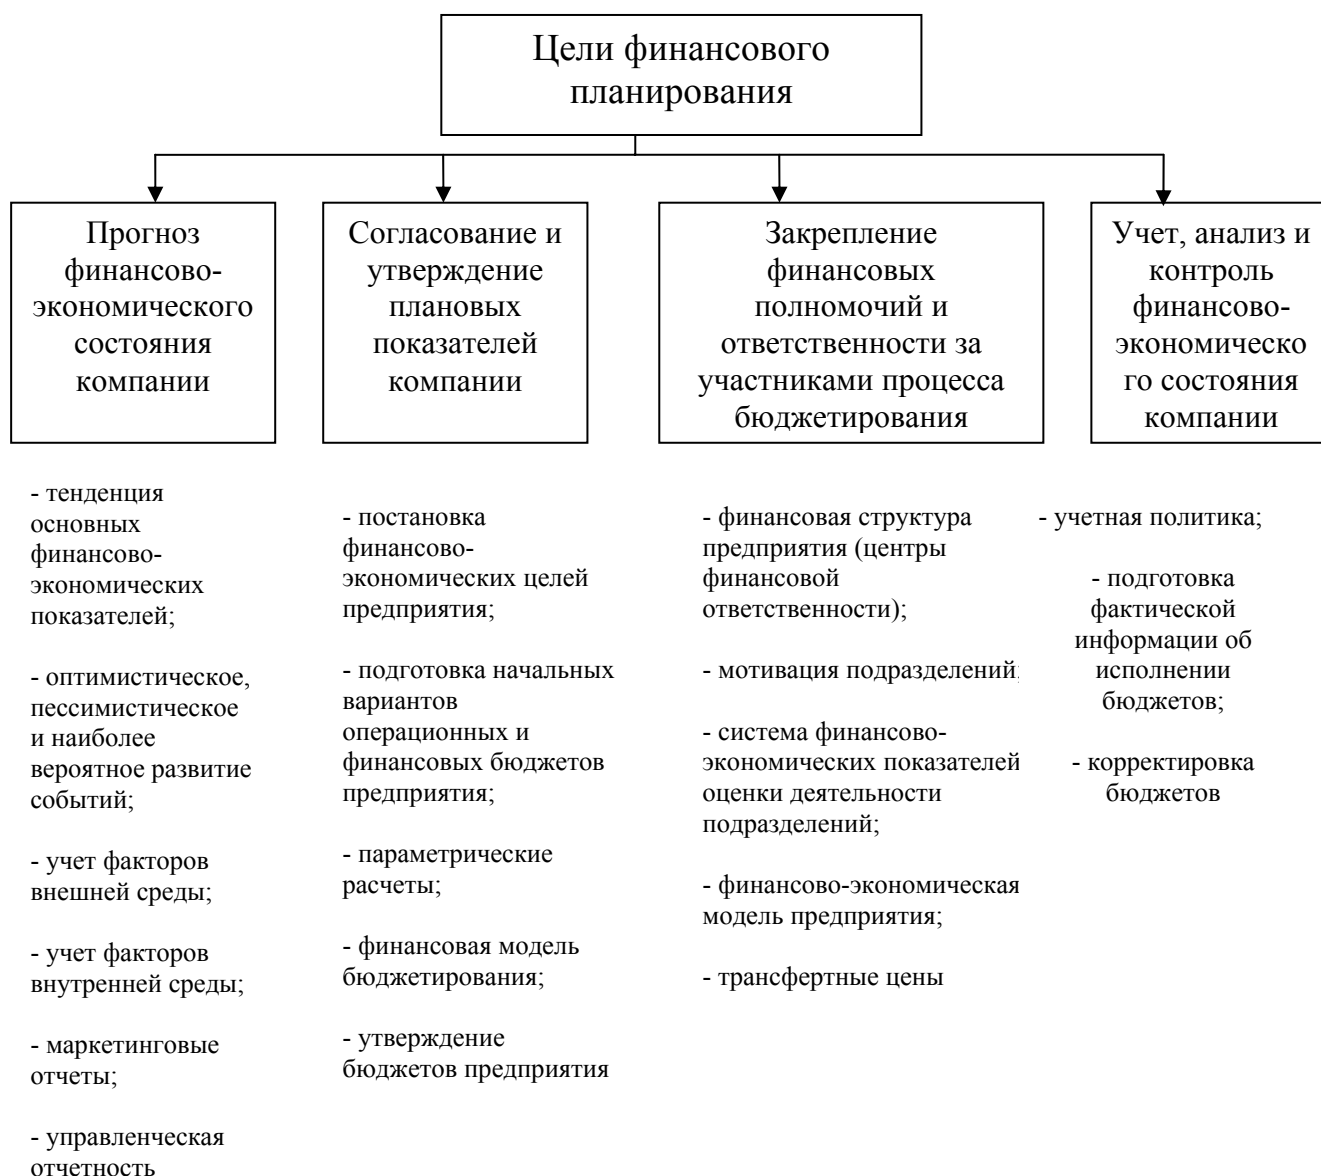 Цели финансового
планирования
Прогноз
финансово-
экономического
состояния
компании
Согласование и
утверждение
плановых
показателей
компании
Закрепление
финансовых
полномочий и
ответственности за
участниками процесса
бюджетирования
Учет, анализ и
контроль
финансово-
экономическо
го состояния
компании
- тенденция
основных
финансово-
экономических
показателей;
- оптимистическое,
пессимистическое
и наиболее
вероятное развитие
событий;
- учет факторов
внешней среды;
- учет факторов
внутренней среды;
- маркетинговые
отчеты;
- управленческая
отчетность
- постановка
финансово-
экономических целей
предприятия;
- подготовка начальных
вариантов
операционных и
финансовых бюджетов
предприятия;
- параметрические
расчеты;
- финансовая модель
бюджетирования;
- утверждение
бюджетов предприятия
- финансовая структура
предприятия (центры
финансовой
ответственности);
- мотивация подразделений;
- система финансово-
экономических показателей
оценки деятельности
подразделений;
- финансово-экономическая
модель предприятия;
- трансфертные цены
- учетная политика;
- подготовка
фактической
информации об
исполнении
бюджетов;
- корректировка
бюджетов